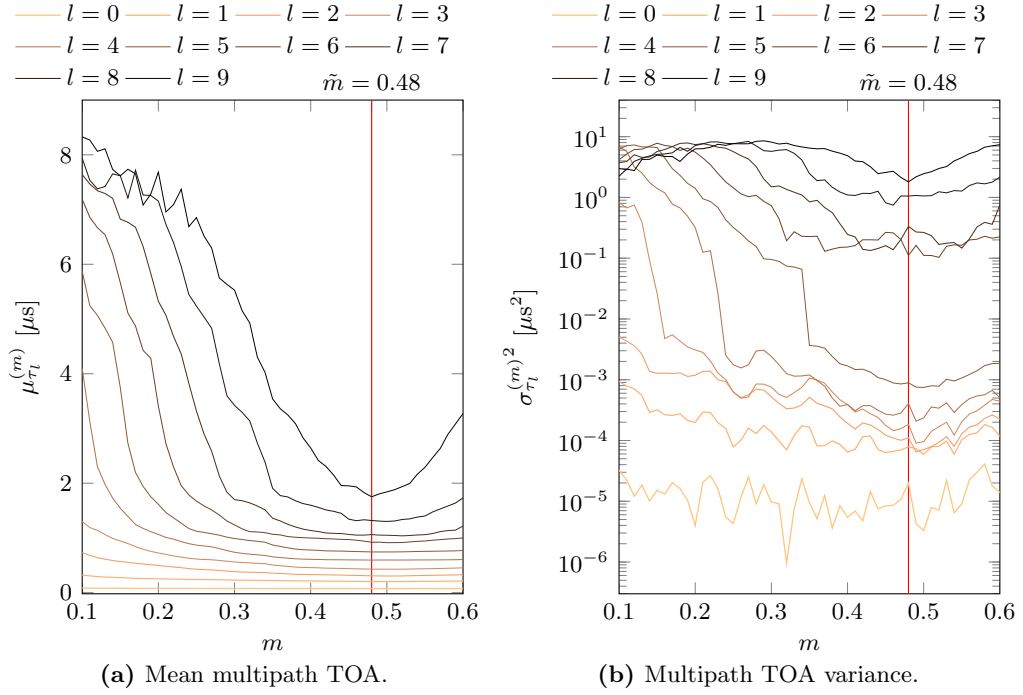 l = 0 l = 1 l = 2 l = 3
l = 4 l = 5 l = 6 l = 7
l = 8 l = 9
m̃ = 0.48
8
6
4
2
0
0.1 0.2 0.3 0.4 0.5 0.6
μ_{τ_l}^{(m)} [μs]
m
(a) Mean multipath TOA.
l = 0 l = 1 l = 2 l = 3
l = 4 l = 5 l = 6 l = 7
l = 8 l = 9
m̃ = 0.48
10^1
10^0
10^{-1}
10^{-2}
10^{-3}
10^{-4}
10^{-5}
10^{-6}
0.1 0.2 0.3 0.4 0.5 0.6
σ_{τ_l}^{(m) 2} [μs²]
m
(b) Multipath TOA variance.